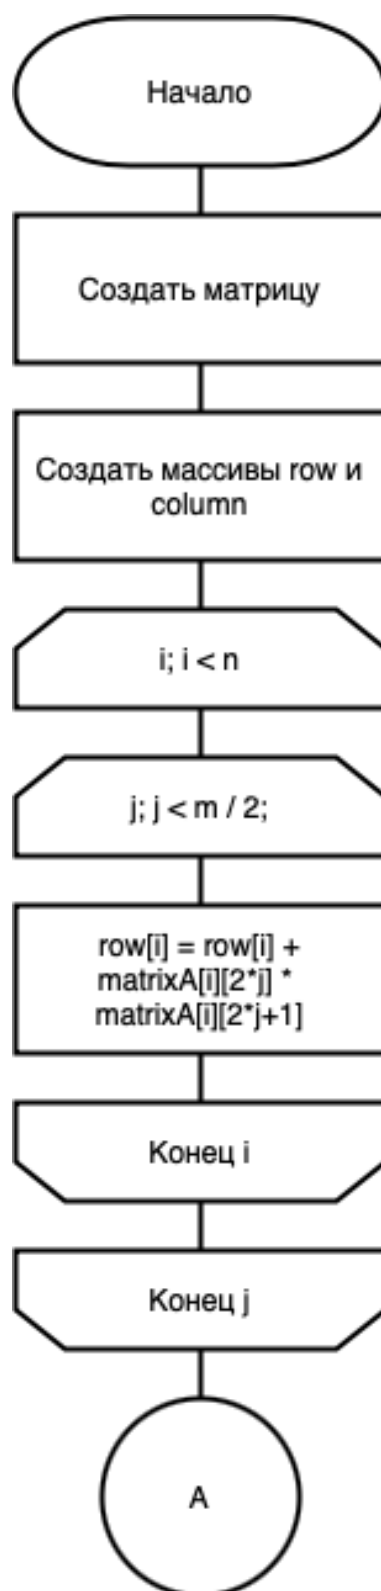 Начало
Создать матрицу
Создать массивы row и
column
i; i < n
j; j < m / 2;
row[i] = row[i] +
matrixA[i][2*j] *
matrixA[i][2*j+1]
Конец i
Конец j
A